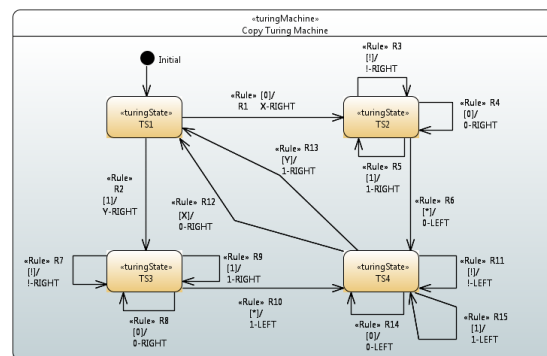 «turingMachine»
Copy Turing Machine
Initial
«Rule» R3
[!]/
!-RIGHT
«Rule» [0]/
R1 X-RIGHT
«turingState»
TS1
«turingState»
TS2
«Rule» R4
[0]/
0-RIGHT
«Rule» R13
[Y]/
1-RIGHT
«Rule» R5
[1]/
1-RIGHT
«Rule»
R2
[1]/
Y-RIGHT
«Rule» R12
[X]/
0-RIGHT
«Rule» R6
[*]/
0-LEFT
«Rule» R7
[!]/
!-RIGHT
«turingState»
TS3
«Rule» R9
[1]/
1-RIGHT
«turingState»
TS4
«Rule» R11
[!]/
!-LEFT
«Rule» R10
[*]/
1-LEFT
«Rule» R8
[0]/
0-RIGHT
«Rule» R14
[0]/
0-LEFT
«Rule» R15
[1]/
1-LEFT